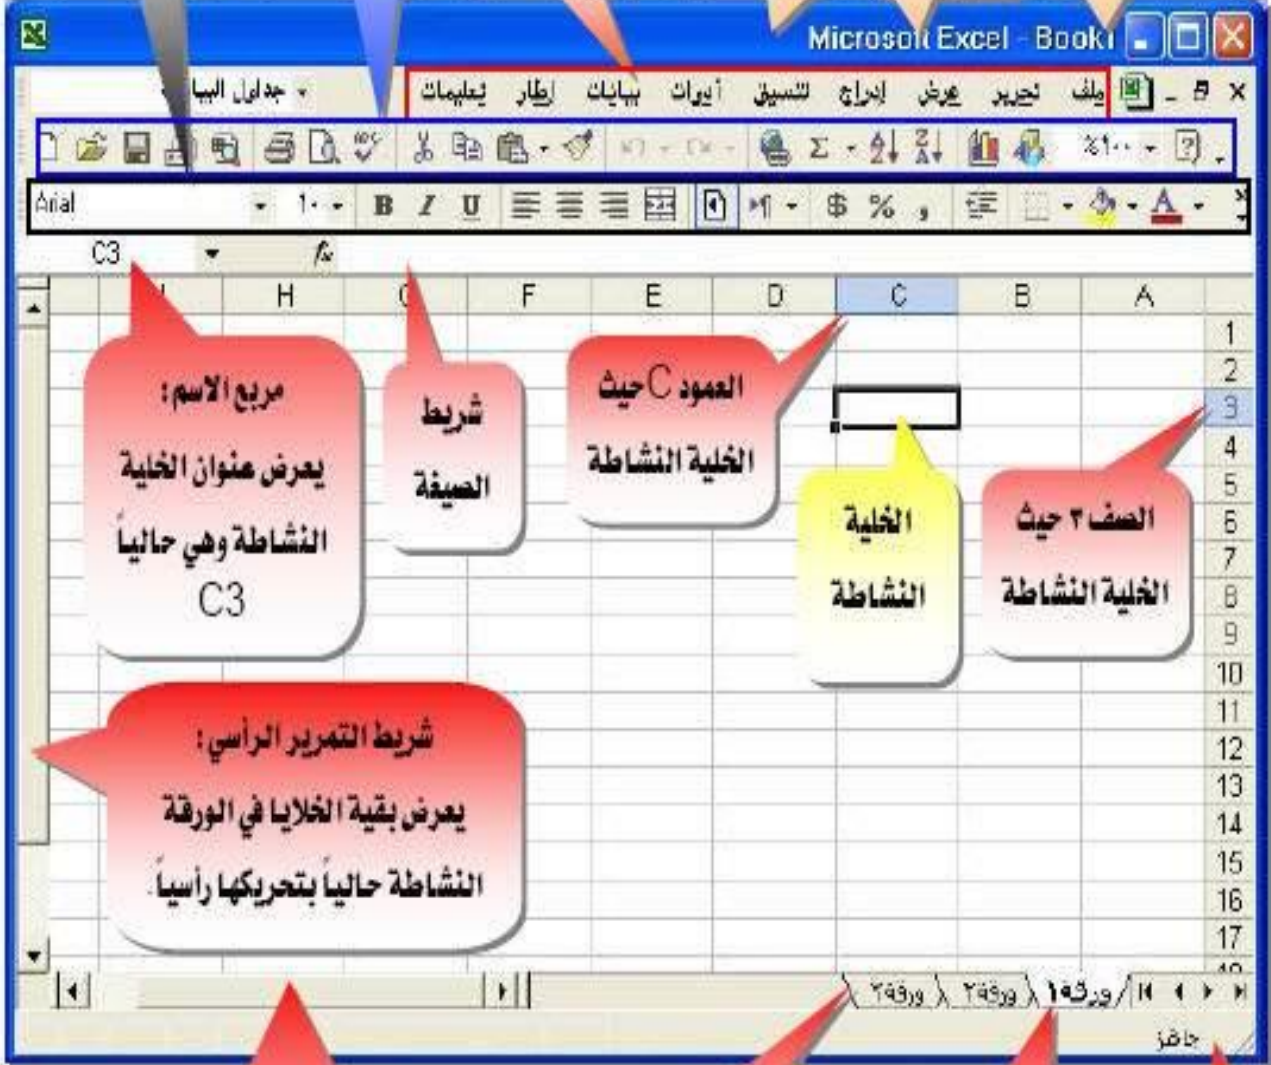 Microsoft Excel - Book1
ملف تحرير عرض إدراج تنسيق أدوات بيانات إطار تعليمات
%١٠٠
Arial ١٠ B I U $ % ,
C3 fx
H F E D C B A
1
2
3
4
5
6
7
8
9
10
11
12
13
14
15
16
17
مربع الاسم:
يعرض عنوان الخلية
النشاطة وهي حالياً
C3
شريط
الصيغة
العمود C حيث
الخلية النشاطة
الخلية
النشاطة
الصف ٣ حيث
الخلية النشاطة
شريط التمرير الرأسي:
يعرض بقية الخلايا في الورقة
النشاطة حالياً بتحريكها رأسياً.
ورقة١ ورقة٢ ورقة٣
جاهز